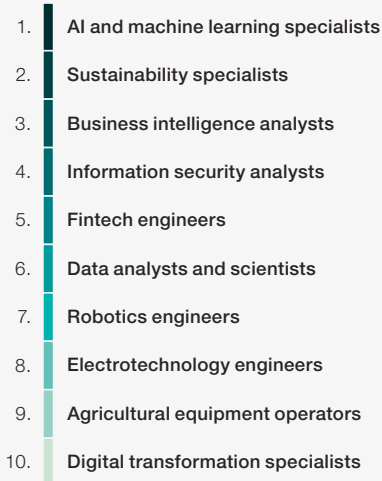 1. AI and machine learning specialists
2. Sustainability specialists
3. Business intelligence analysts
4. Information security analysts
5. Fintech engineers
6. Data analysts and scientists
7. Robotics engineers
8. Electrotechnology engineers
9. Agricultural equipment operators
10. Digital transformation specialists